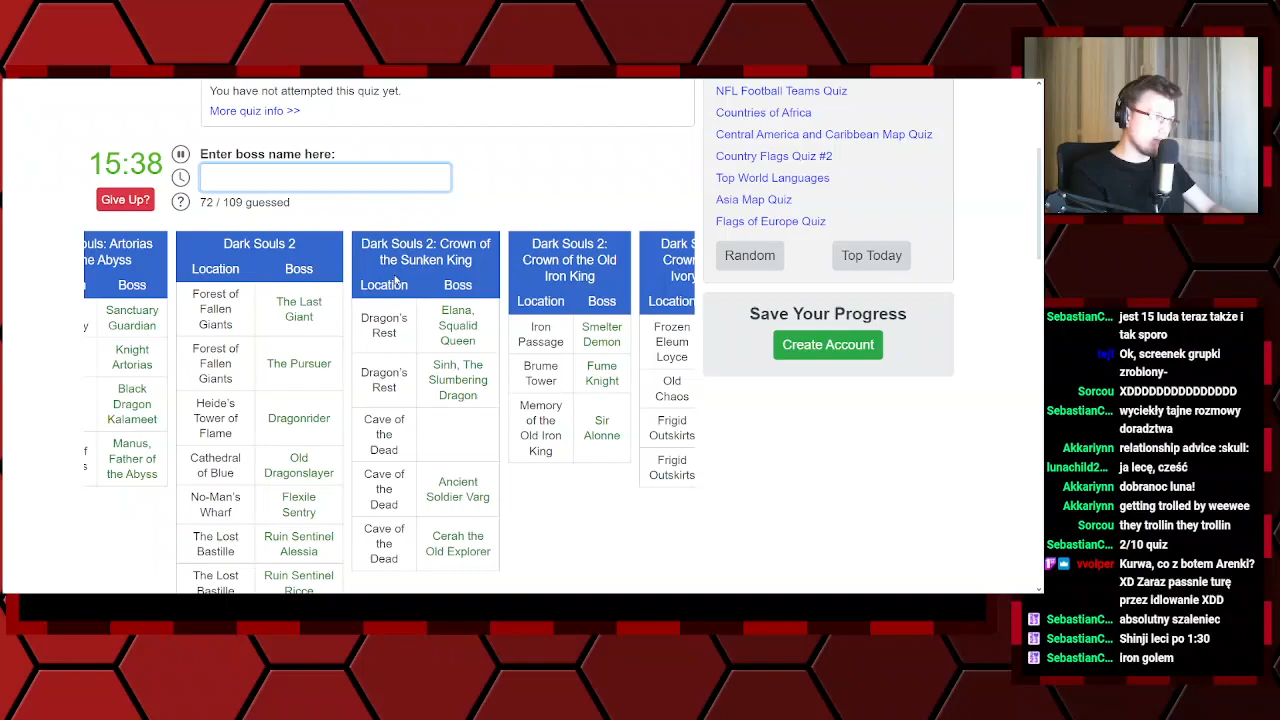 You have not attempted this quiz yet.
More quiz info >>
15:38
Give Up?
Enter boss name here:
72 / 109 guessed
ouls: Artorias
he Abyss
Boss
Sanctuary
Guardian
Knight
Artorias
Black
Dragon
Kalameet
Manus,
Father of
the Abyss
Dark Souls 2
Location
Boss
Forest of
Fallen
Giants
The Last
Giant
Forest of
Fallen
Giants
The Pursuer
Heide's
Tower of
Flame
Dragonrider
Cathedral
of Blue
Old
Dragonslayer
No-Man's
Wharf
Flexile
Sentry
The Lost
Bastille
Ruin Sentinel
Alessia
The Lost
Bastille
Ruin Sentinel
Ricce
Dark Souls 2: Crown of
the Sunken King
Location
Boss
Dragon's
Rest
Elana,
Squalid
Queen
Dragon's
Rest
Sinh, The
Slumbering
Dragon
Cave of
the
Dead
Cave of
the
Dead
Ancient
Soldier Varg
Cave of
the
Dead
Cerah the
Old Explorer
Dark Souls 2:
Crown of the Old
Iron King
Location
Boss
Iron
Passage
Smelter
Demon
Brume
Tower
Fume
Knight
Memory
of the
Old Iron
King
Sir
Alonne
Dark S
Crown
Ivory
Location
Frozen
Eleum
Loyce
Old
Chaos
Frigid
Outskirts
Frigid
Outskirts
NFL Football Teams Quiz
Countries of Africa
Central America and Caribbean Map Quiz
Country Flags Quiz #2
Top World Languages
Asia Map Quiz
Flags of Europe Quiz
Random
Top Today
Save Your Progress
Create Account
SebastianC... jest 15 luda teraz także i
tak sporo
Ok, screenek grupki
zrobiony-
Sorcou XDDDDDDDDDDDDDDD
SebastianC... wyciekły tajne rozmowy
doradztwa
Akkariynn relationship advice :skull:
lunachild2... ja lecę, cześć
Akkariynn dobranoc luna!
Akkariynn getting trolled by weewee
Sorcou they trollin they trollin
SebastianC... 2/10 quiz
vvolper Kurwa, co z botem Arenki?
XD Zaraz passnie turę
przez idlowanie XDD
SebastianC... absolutny szaleniec
SebastianC... Shinji leci po 1:30
SebastianC... iron golem